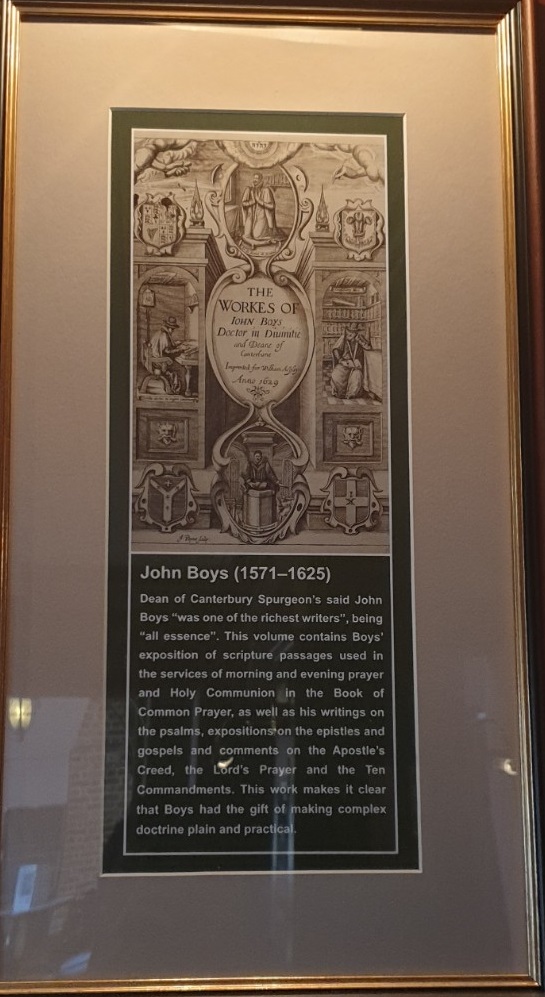 THE
WORKES OF
IOHN BOYS
Doctor in Diuinitie
and Deane of
Canterburie
Imprinted for William
Anno 1629
John Boys (1571–1625)
Dean of Canterbury Spurgeon's said John
Boys “was one of the richest writers”, being
“all essence”. This volume contains Boys'
exposition of scripture passages used in
the services of morning and evening prayer
and Holy Communion in the Book of
Common Prayer, as well as his writings on
the psalms, expositions on the epistles and
gospels and comments on the Apostle's
Creed, the Lord's Prayer and the Ten
Commandments. This work makes it clear
that Boys had the gift of making complex
doctrine plain and practical.